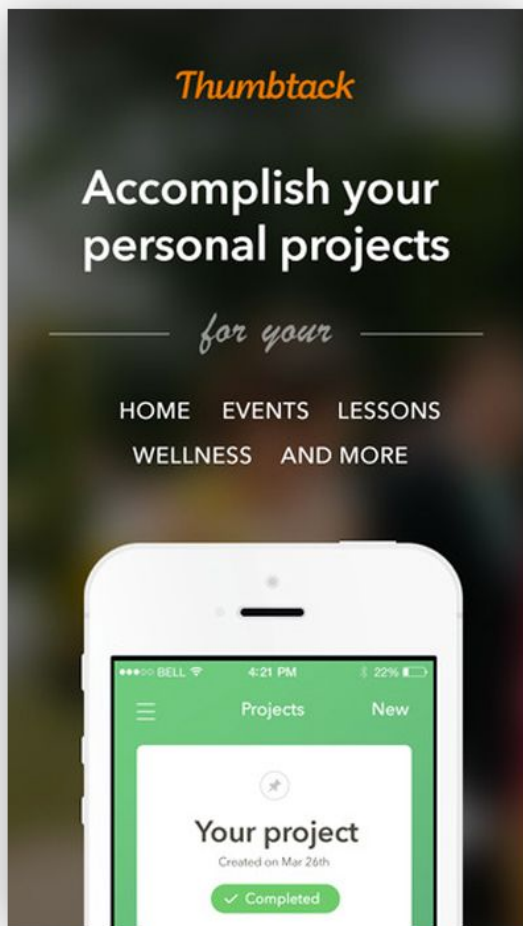 Thumbtack
Accomplish your
personal projects
for your
HOME EVENTS LESSONS
WELLNESS AND MORE
BELL 4:21 PM 22%
Projects New
Your project
Created on Mar 26th
Completed